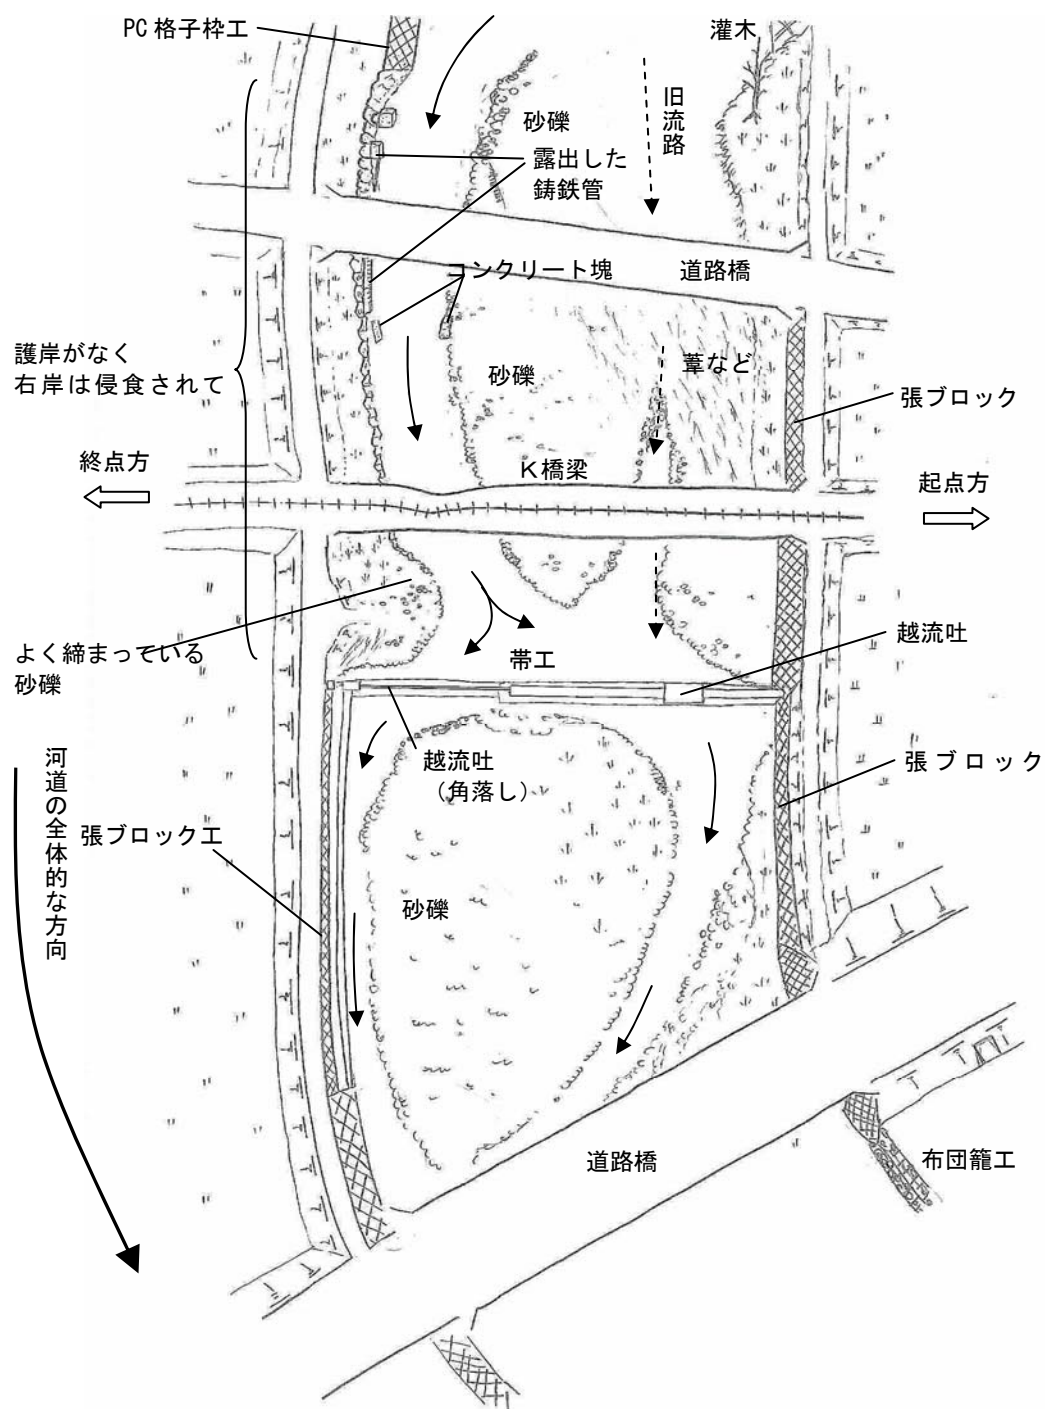 PC格子枠工
灌木
砂礫
旧流路
露出した
鋳鉄管
コンクリート塊
道路橋
護岸がなく
右岸は侵食されて
砂礫
葦など
張ブロック
終点方
K橋梁
起点方
よく締まっている
砂礫
帯工
越流吐
河道の全体的な方向
越流吐
（角落し）
張ブロック
張ブロック工
砂礫
道路橋
布団籠工